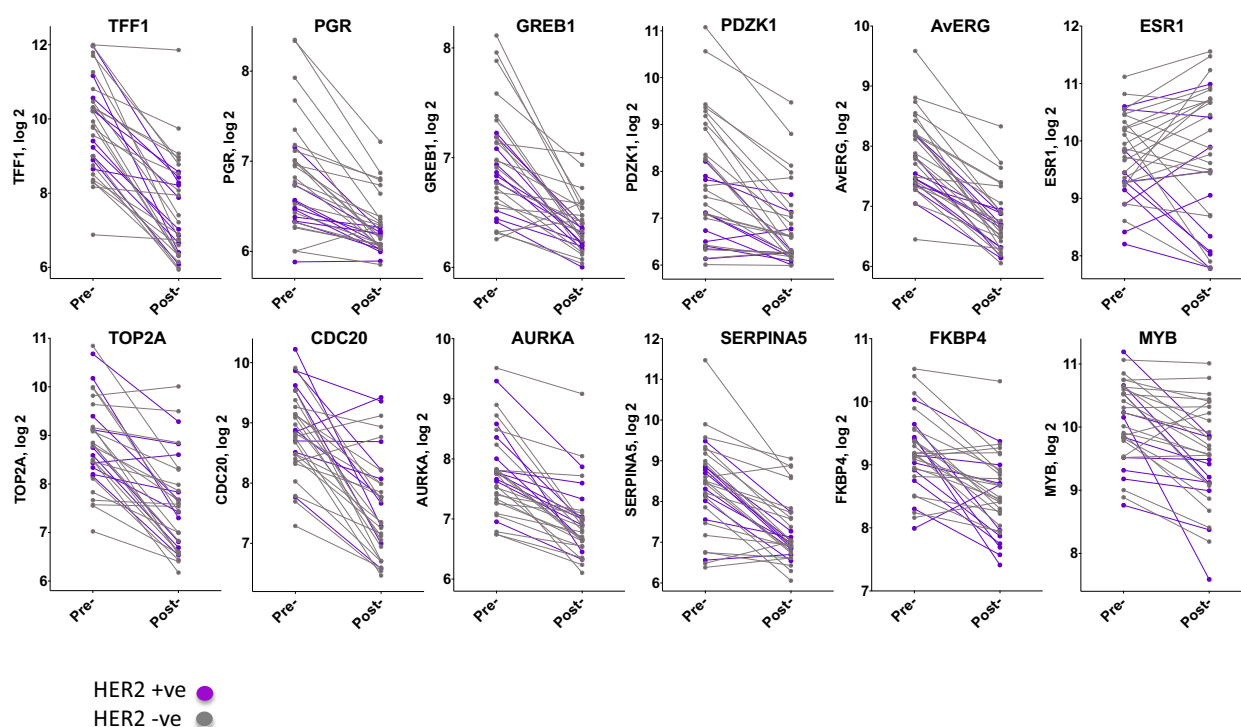 TFF1
TFF1, log 2
12
10
8
6
Pre-
Post-
PGR
PGR, log 2
8
7
6
Pre-
Post-
GREB1
GREB1, log 2
8
7
6
Pre-
Post-
PDZK1
PDZK1, log 2
11
10
9
8
7
6
Pre-
Post-
AvERG
AvERG, log 2
10
9
8
7
6
Pre-
Post-
ESR1
ESR1, log 2
12
11
10
9
8
Pre-
Post-
TOP2A
TOP2A, log 2
11
10
9
8
7
6
Pre-
Post-
CDC20
CDC20, log 2
10
9
8
7
Pre-
Post-
AURKA
AURKA, log 2
10
9
8
7
6
Pre-
Post-
SERPINA5
SERPINA5, log 2
12
11
10
9
8
7
6
Pre-
Post-
FKBP4
FKBP4, log 2
11
10
9
8
7
Pre-
Post-
MYB
MYB, log 2
11
10
9
8
Pre-
Post-
HER2 +ve
HER2 -ve